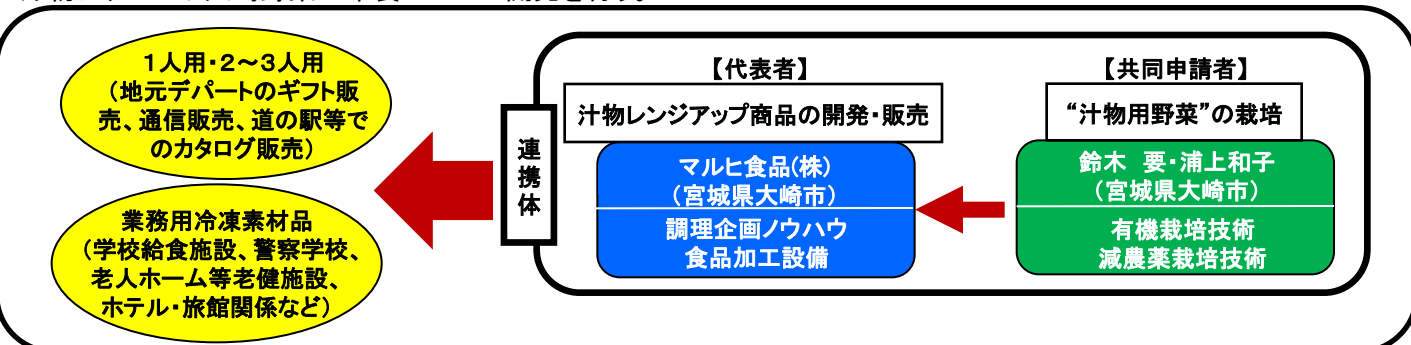 1人用・2～3人用
(地元デパートのギフト販
売、通信販売、道の駅等で
のカタログ販売)
業務用冷凍素材品
(学校給食施設、警察学校、
老人ホーム等老健施設、
ホテル・旅館関係など)
連携体
【代表者】
汁物レンジアップ商品の開発・販売
マルヒ食品(株)
(宮城県大崎市)
調理企画ノウハウ
食品加工設備
【共同申請者】
“汁物用野菜”の栽培
鈴木 要・浦上和子
(宮城県大崎市)
有機栽培技術
減農薬栽培技術